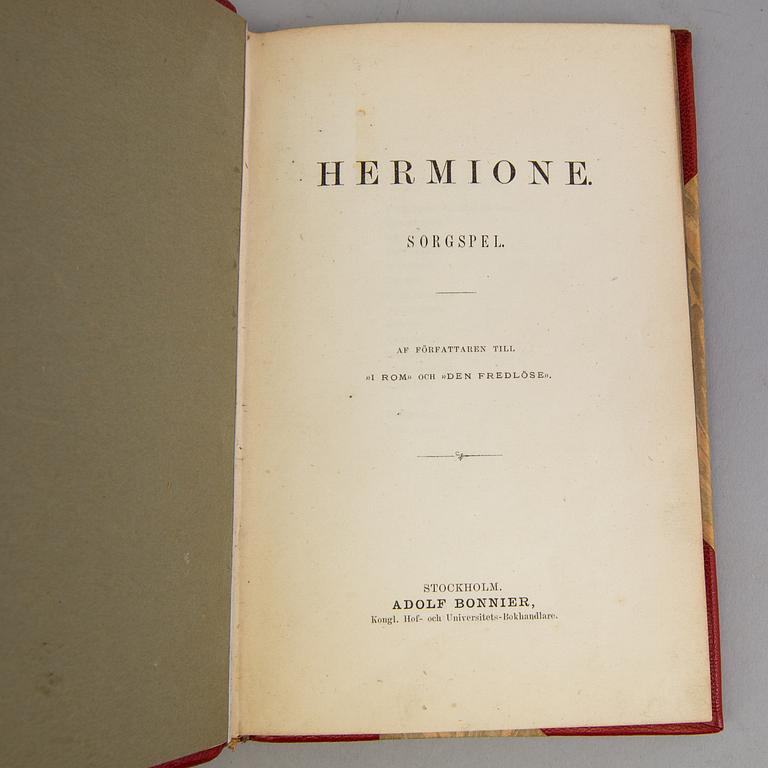 HERMIONE.
SORGSPEL.
AF FÖRFATTAREN TILL
»I ROM» OCH »DEN FREDLÖSE».
STOCKHOLM.
ADOLF BONNIER,
Kongl. Hof- och Universitets-Bokhandlare.